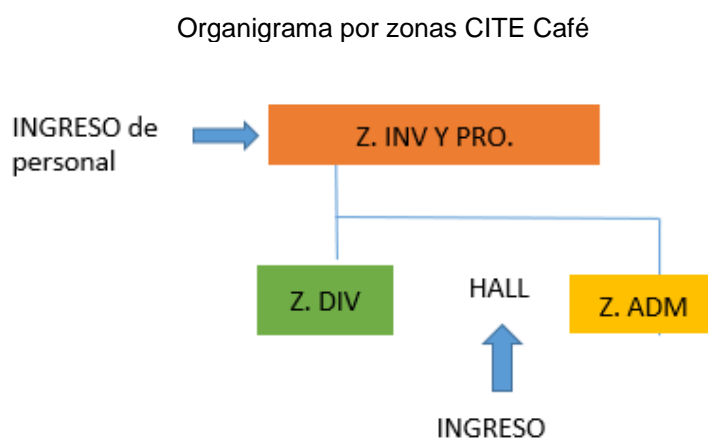 Organigrama por zonas CITE Café
INGRESO de
personal
Z. INV Y PRO.
Z. DIV
HALL
Z. ADM
INGRESO